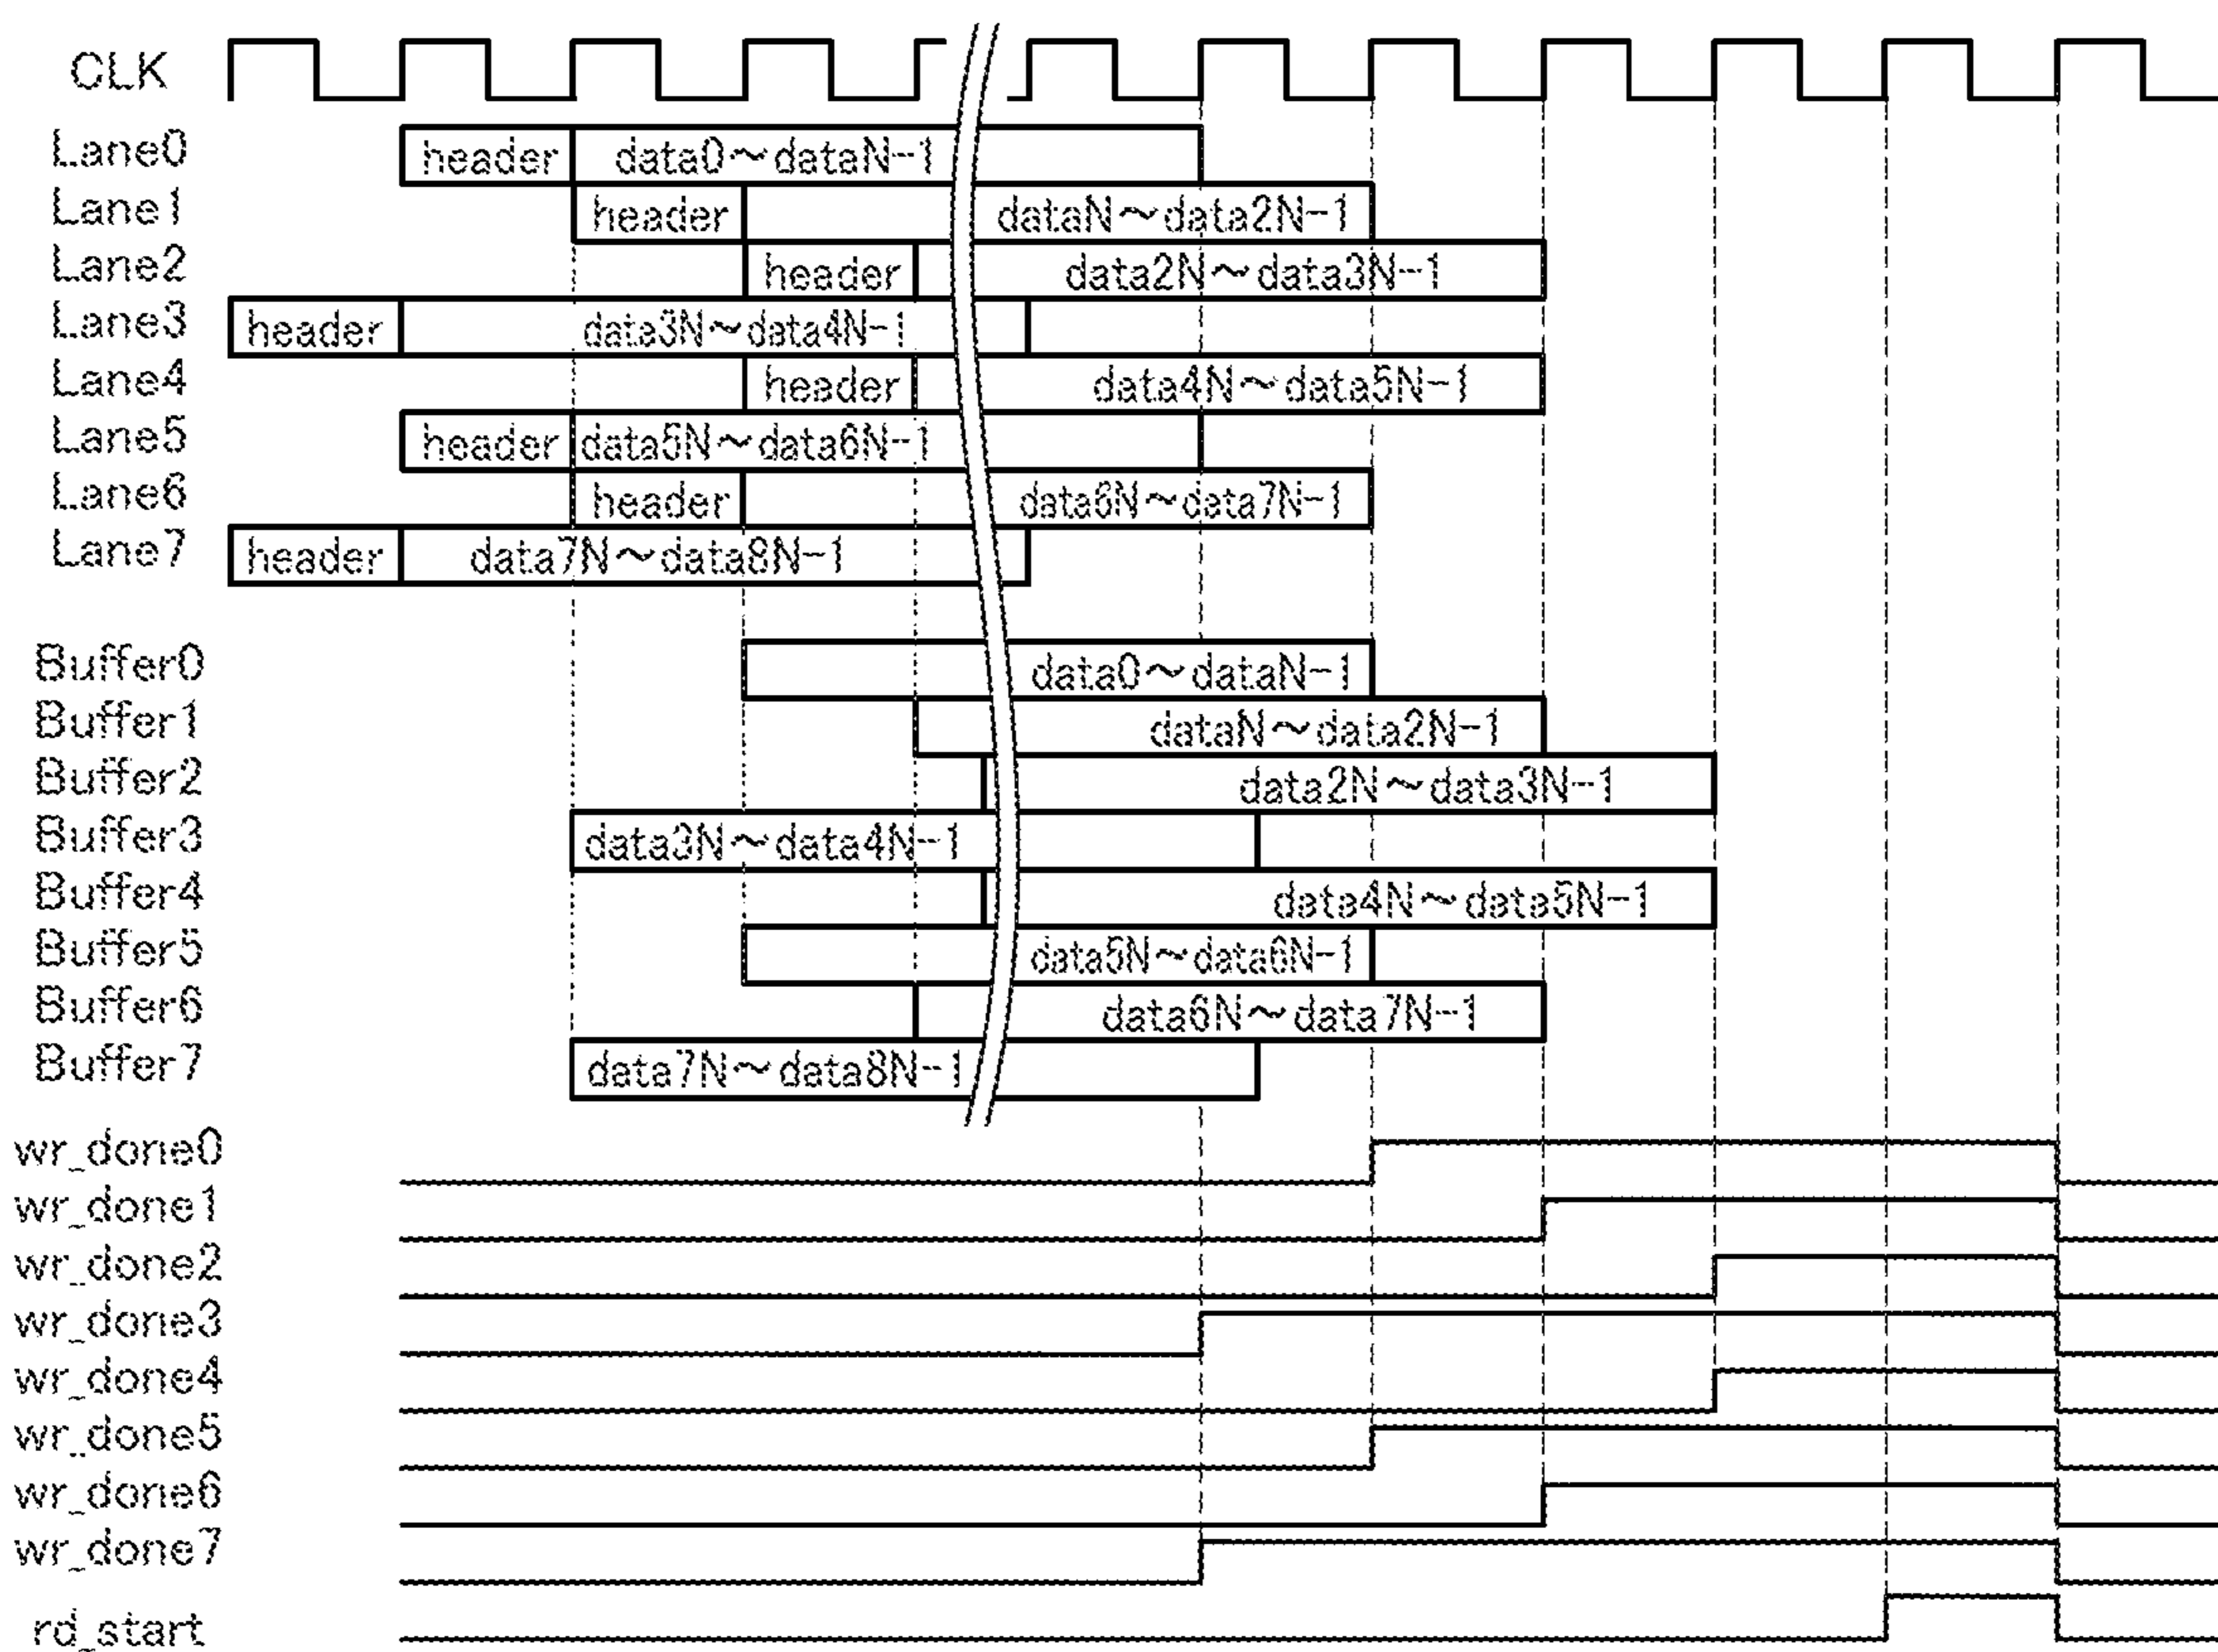 CLK
Lane0 header data0～dataN-1
Lane1 header dataN～data2N-1
Lane2 header data2N～data3N-1
Lane3 header data3N～data4N-1
Lane4 header data4N～data5N-1
Lane5 header data5N～data6N-1
Lane6 header data6N～data7N-1
Lane7 header data7N～data8N-1
Buffer0 data0～dataN-1
Buffer1 dataN～data2N-1
Buffer2 data2N～data3N-1
Buffer3 data3N～data4N-1
Buffer4 data4N～data5N-1
Buffer5 data5N～data6N-1
Buffer6 data6N～data7N-1
Buffer7 data7N～data8N-1
wr_done0
wr_done1
wr_done2
wr_done3
wr_done4
wr_done5
wr_done6
wr_done7
rd_start